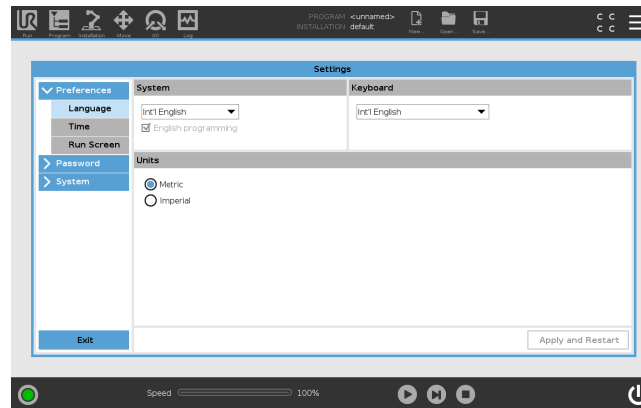 PROGRAM <unnamed>
INSTALLATION default
Run Program Installation Move I/O Log New... Open... Save...
C C
C C
Settings
Preferences
Language
Time
Run Screen
Password
System
System
Int'l English
English programming
Keyboard
Int'l English
Units
Metric
Imperial
Exit
Apply and Restart
Speed 100%